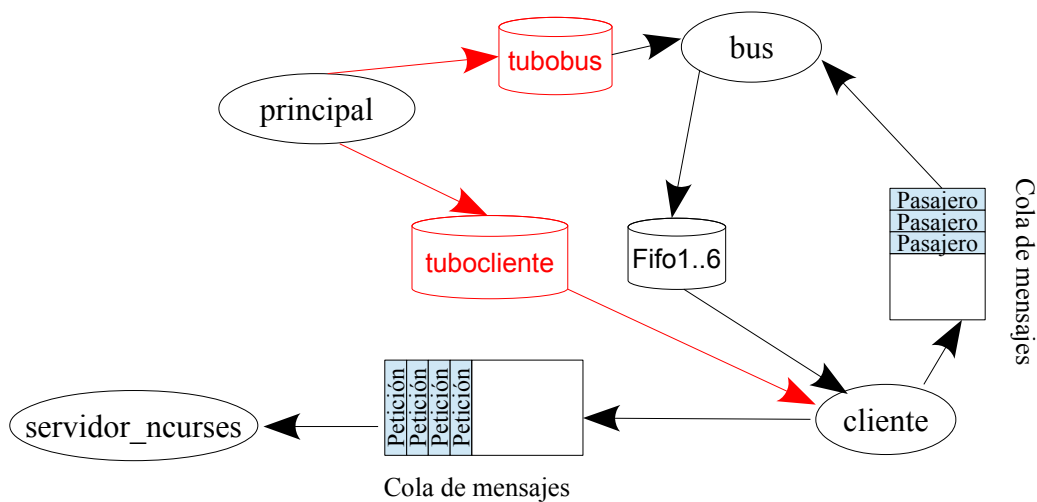 tubobus
bus
principal
Pasajero
Pasajero
Pasajero
Cola de mensajes
tubocliente
Fifo1..6
Petición
Petición
Petición
Petición
cliente
servidor_ncurses
Cola de mensajes